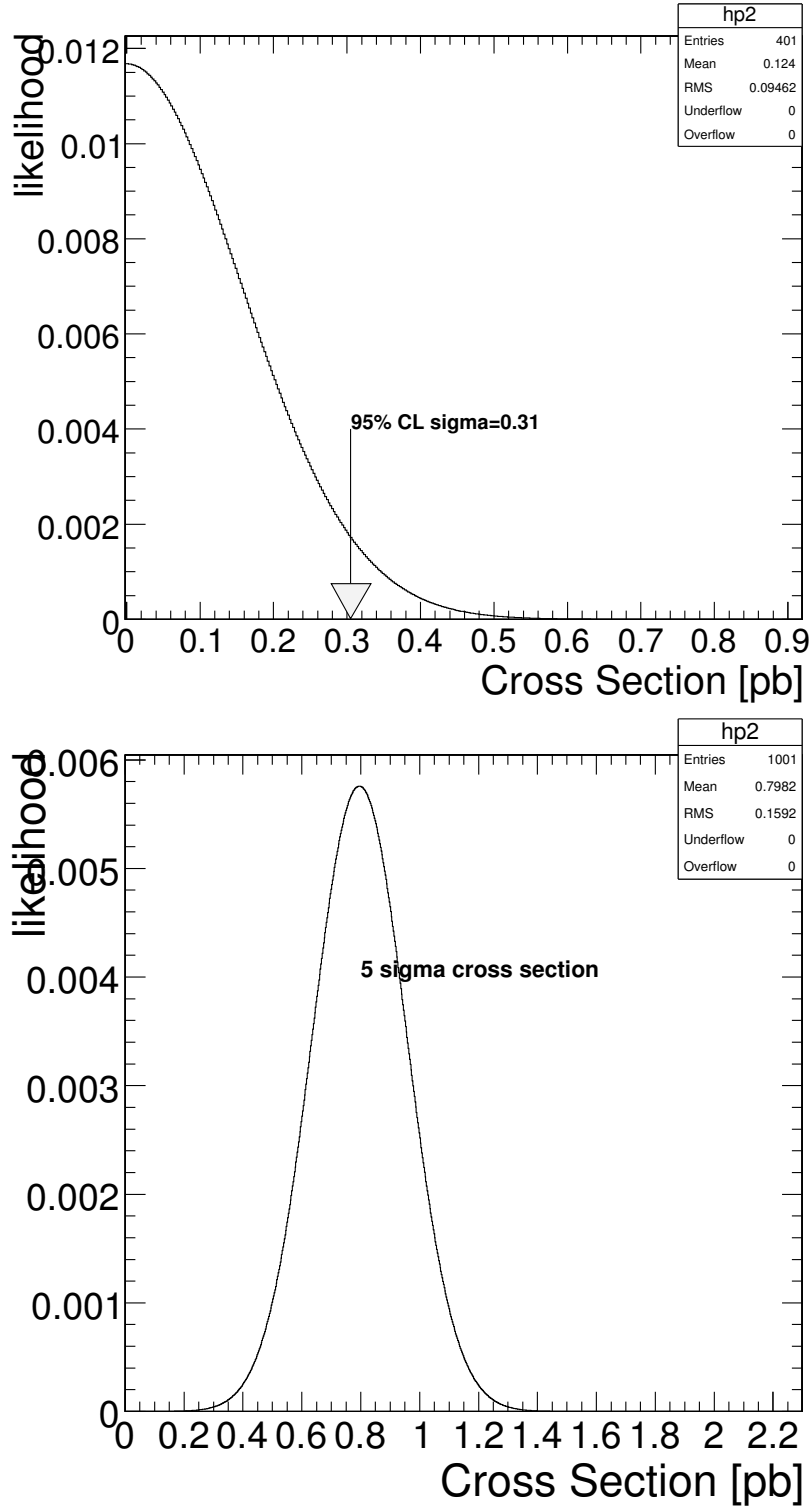 hp2
Entries 401
Mean 0.124
RMS 0.09462
Underflow 0
Overflow 0
likelihood
0.012
0.01
0.008
0.006
0.004
0.002
0
95% CL sigma=0.31
0 0.1 0.2 0.3 0.4 0.5 0.6 0.7 0.8 0.9
Cross Section [pb]
hp2
Entries 1001
Mean 0.7982
RMS 0.1592
Underflow 0
Overflow 0
likelihood
0.006
0.005
0.004
0.003
0.002
0.001
0
5 sigma cross section
0 0.2 0.4 0.6 0.8 1 1.2 1.4 1.6 1.8 2 2.2
Cross Section [pb]